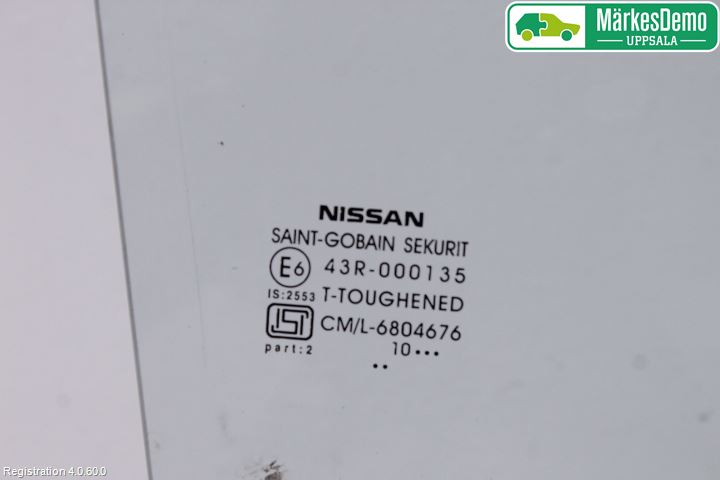 MärkesDemo
UPPSALA
NISSAN
SAINT-GOBAIN SEKURIT
E6 43R-000135
IS:2553 T-TOUGHENED
ISI CM/L-6804676
part:2 10•••
••
Registration 4.0.60.0